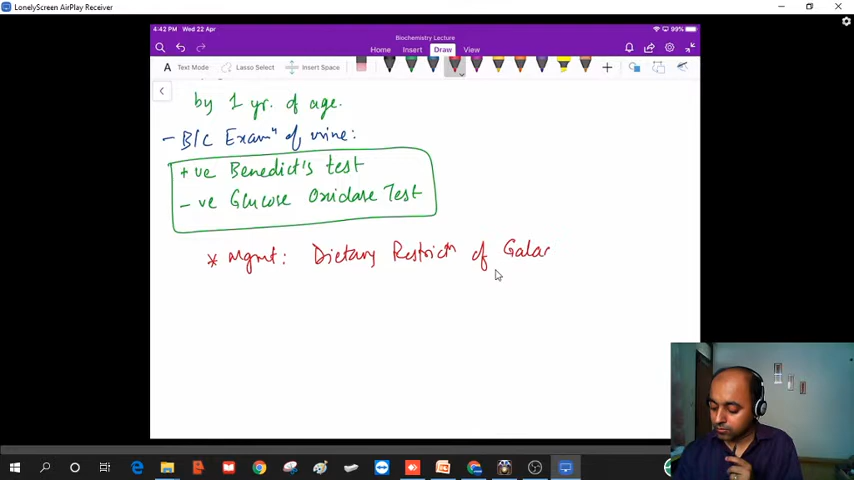 LonelyScreen AirPlay Receiver
4:42 PM Wed 22 Apr
99%
Biochemistry Lecture
Home Insert Draw View
Text Mode Lasso Select Insert Space
by 1 yr. of age.
- B/C Examⁿ of urine:
+ve Benedict's test
- ve Glucose Oxidase Test
* Mgmt: Dietary Restrictⁿ of Galac